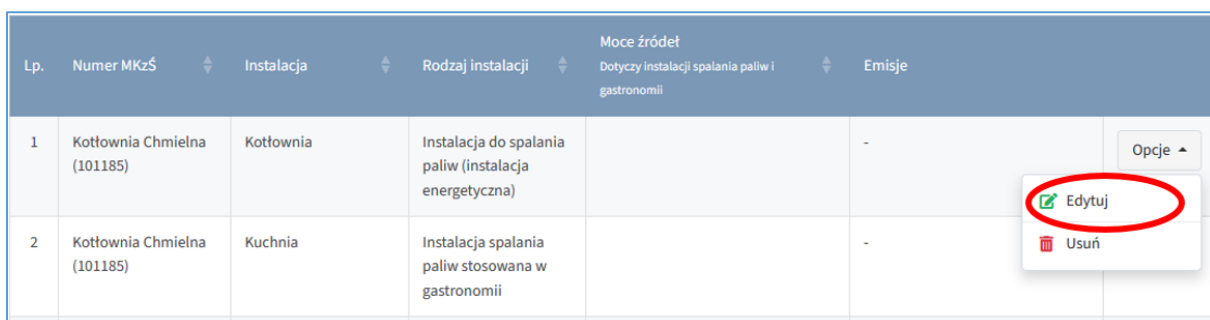 Lp.
Numer MKzŚ
Instalacja
Rodzaj instalacji
Moce źródeł
Dotyczy instalacji spalania paliw i
gastronomii
Emisje
1
Kotłownia Chmielna
(101185)
Kotłownia
Instalacja do spalania
paliw (instalacja
energetyczna)
-
Opcje
Edytuj
Usuń
2
Kotłownia Chmielna
(101185)
Kuchnia
Instalacja spalania
paliw stosowana w
gastronomii
-